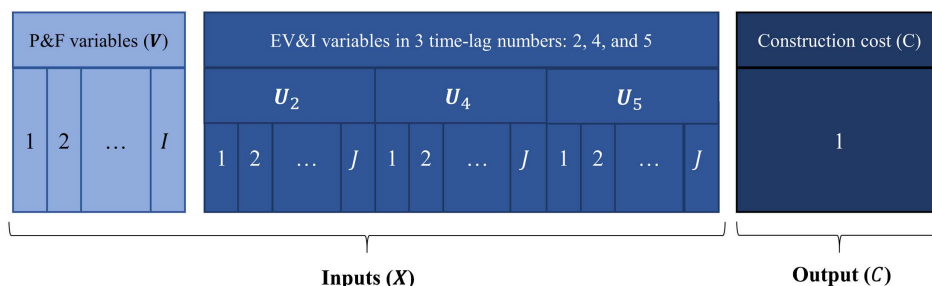 P&F variables (V)
EV&I variables in 3 time-lag numbers: 2, 4, and 5
Construction cost (C)
U₂ U₄ U₅
1 2 … I
1 2 … J 1 2 … J 1 2 … J
1
Inputs (X)
Output (C)